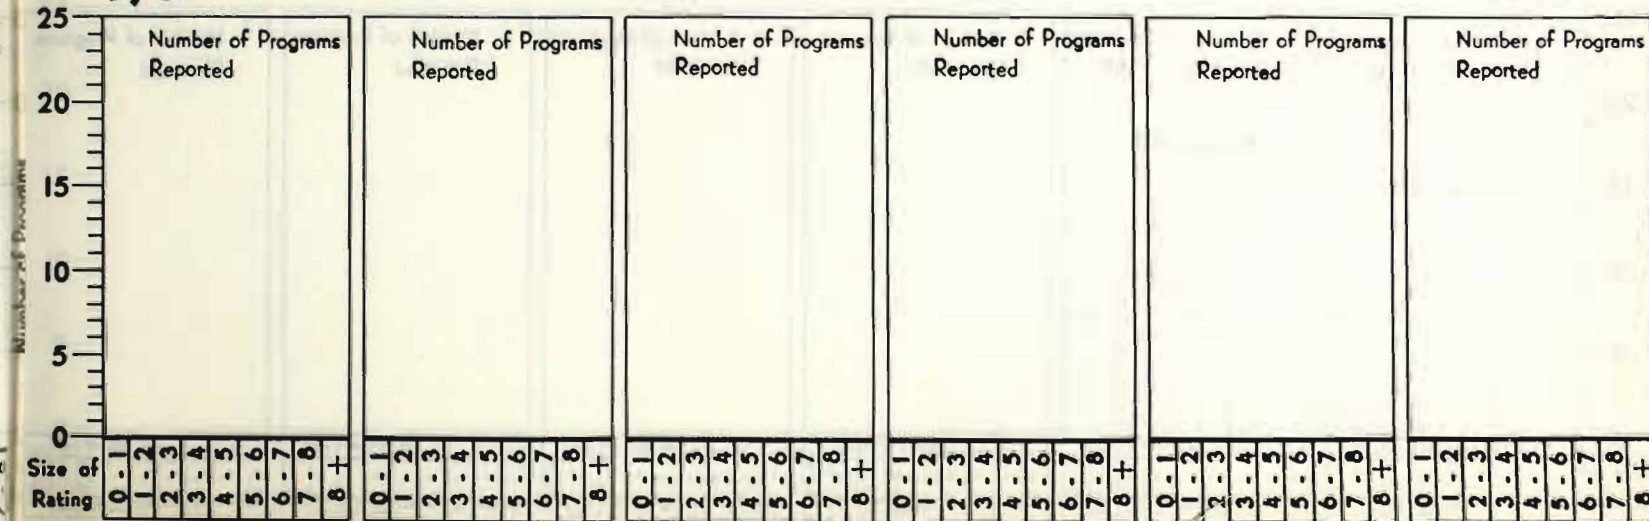 25
20
15
10
5
0
Number of Programs
Number of Programs
Reported
Number of Programs
Reported
Number of Programs
Reported
Number of Programs
Reported
Number of Programs
Reported
Number of Programs
Reported
Size of
Rating
0 - 1
1 - 2
2 - 3
3 - 4
4 - 5
5 - 6
6 - 7
7 - 8
8 +
0 - 1
1 - 2
2 - 3
3 - 4
4 - 5
5 - 6
6 - 7
7 - 8
8 +
0 - 1
1 - 2
2 - 3
3 - 4
4 - 5
5 - 6
6 - 7
7 - 8
8 +
0 - 1
1 - 2
2 - 3
3 - 4
4 - 5
5 - 6
6 - 7
7 - 8
8 +
0 - 1
1 - 2
2 - 3
3 - 4
4 - 5
5 - 6
6 - 7
7 - 8
8 +
0 - 1
1 - 2
2 - 3
3 - 4
4 - 5
5 - 6
6 - 7
7 - 8
8 +